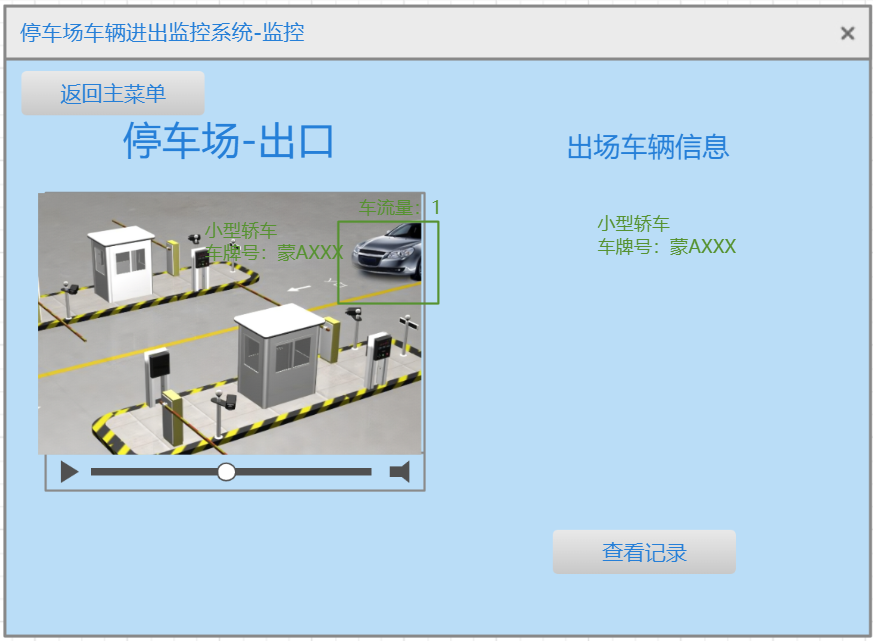 停车场车辆进出监控系统-监控
返回主菜单
停车场-出口
出场车辆信息
车流量：1
小型轿车
车牌号：蒙AXXX
小型轿车
车牌号：蒙AXXX
查看记录